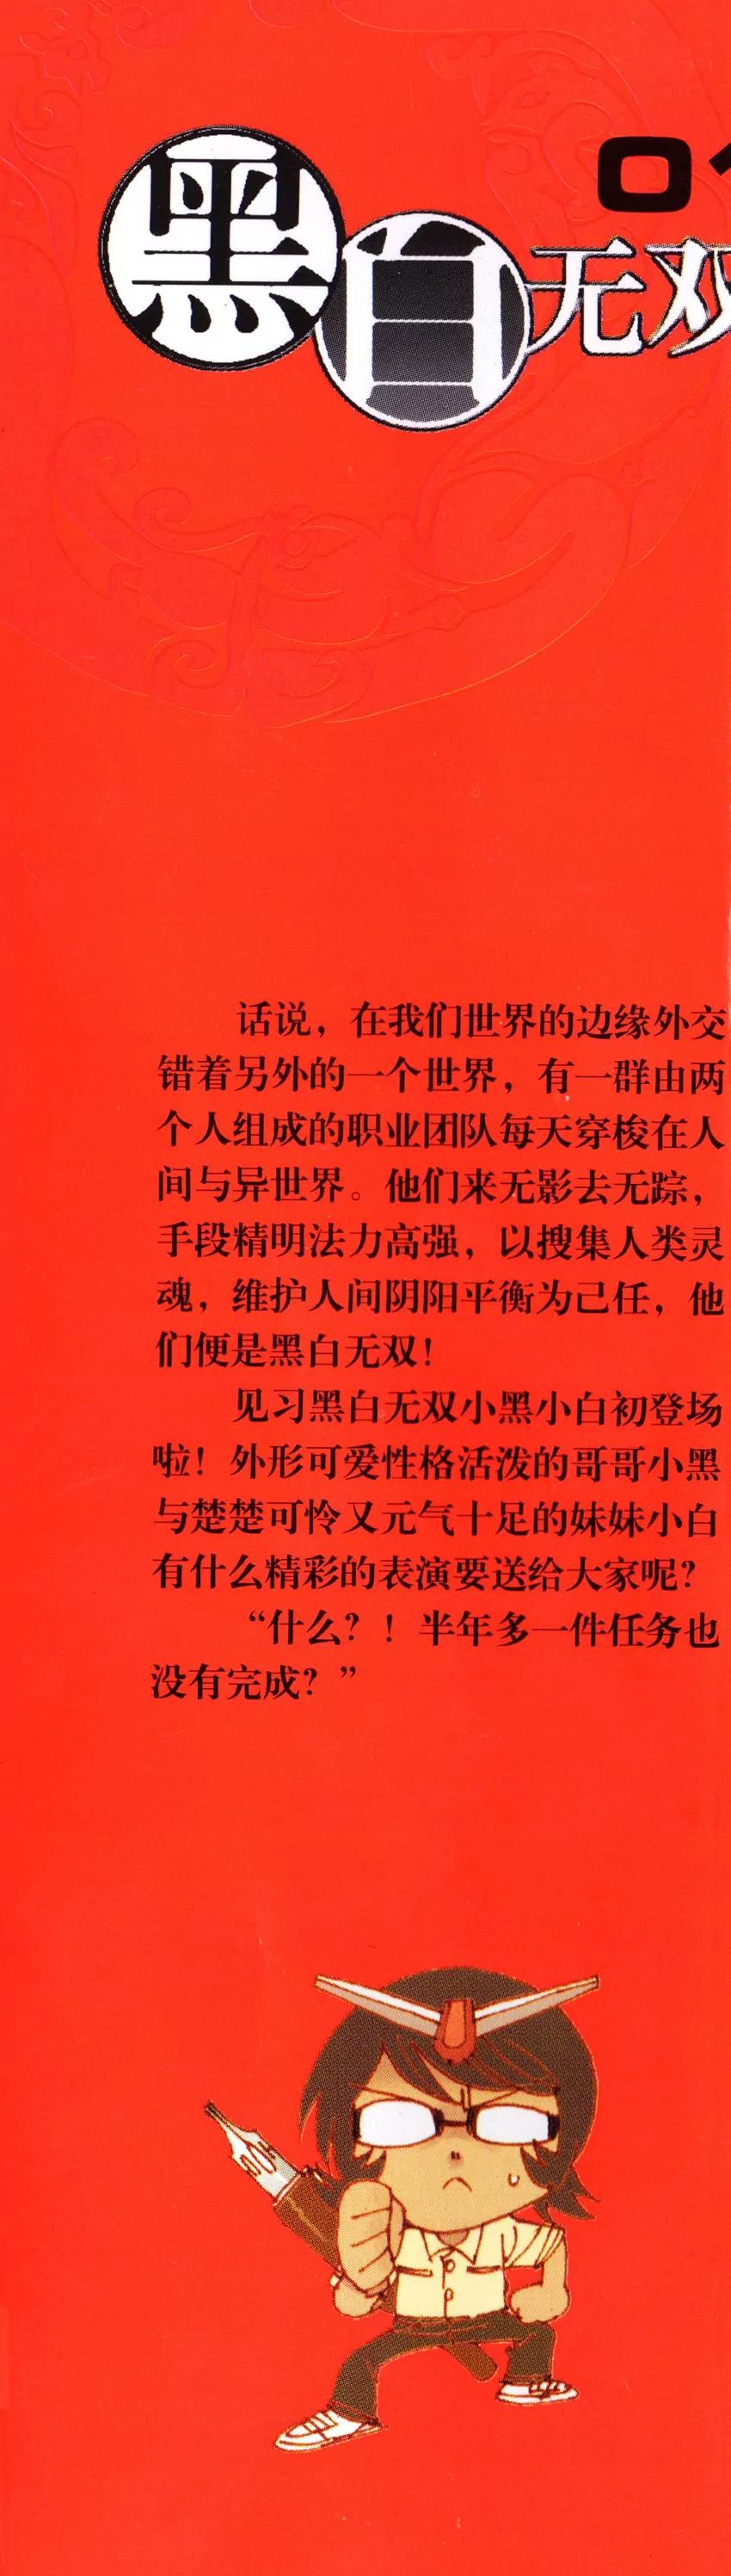 01
黑白无双
话说，在我们世界的边缘外交
错着另外的一个世界，有一群由两
个人组成的职业团队每天穿梭在人
间与异世界。他们来无影去无踪，
手段精明法力高强，以搜集人类灵
魂，维护人间阴阳平衡为己任，他
们便是黑白无双！
见习黑白无双小黑小白初登场
啦！外形可爱性格活泼的哥哥小黑
与楚楚可怜又元气十足的妹妹小白
有什么精彩的表演要送给大家呢？
“什么？！半年多一件任务也
没有完成？”